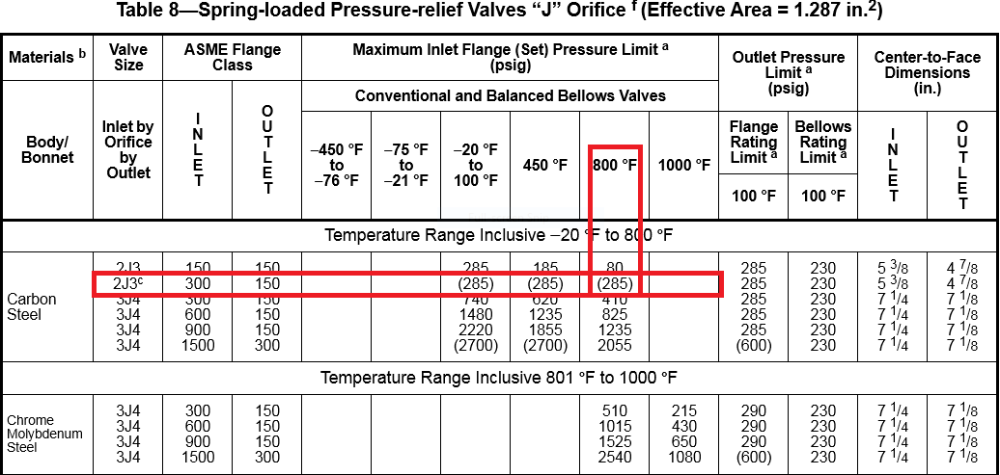 Table 8—Spring-loaded Pressure-relief Valves “J” Orifice f (Effective Area = 1.287 in.2)
Materials b
Valve Size
ASME Flange Class
Maximum Inlet Flange (Set) Pressure Limit a (psig)
Outlet Pressure Limit a (psig)
Center-to-Face Dimensions (in.)
Conventional and Balanced Bellows Valves
Body/ Bonnet
Inlet by Orifice by Outlet
INLET
OUTLET
–450 °F to –76 °F
–75 °F to –21 °F
–20 °F to 100 °F
450 °F
800 °F
1000 °F
Flange Rating Limit a
Bellows Rating Limit a
INLET
OUTLET
100 °F
100 °F
Temperature Range Inclusive –20 °F to 800 °F
Carbon Steel
2J3 150 150 285 185 80 285 230 5 3/8 4 7/8
2J3c 300 150 (285) (285) (285) 285 230 5 3/8 4 7/8
3J4 300 150 740 620 410 285 230 7 1/4 7 1/8
3J4 600 150 1480 1235 825 285 230 7 1/4 7 1/8
3J4 900 150 2220 1855 1235 285 230 7 1/4 7 1/8
3J4 1500 300 (2700) (2700) 2055 (600) 230 7 1/4 7 1/8
Temperature Range Inclusive 801 °F to 1000 °F
Chrome Molybdenum Steel
3J4 300 150 510 215 290 230 7 1/4 7 1/8
3J4 600 150 1015 430 290 230 7 1/4 7 1/8
3J4 900 150 1525 650 290 230 7 1/4 7 1/8
3J4 1500 300 2540 1080 (600) 230 7 1/4 7 1/8